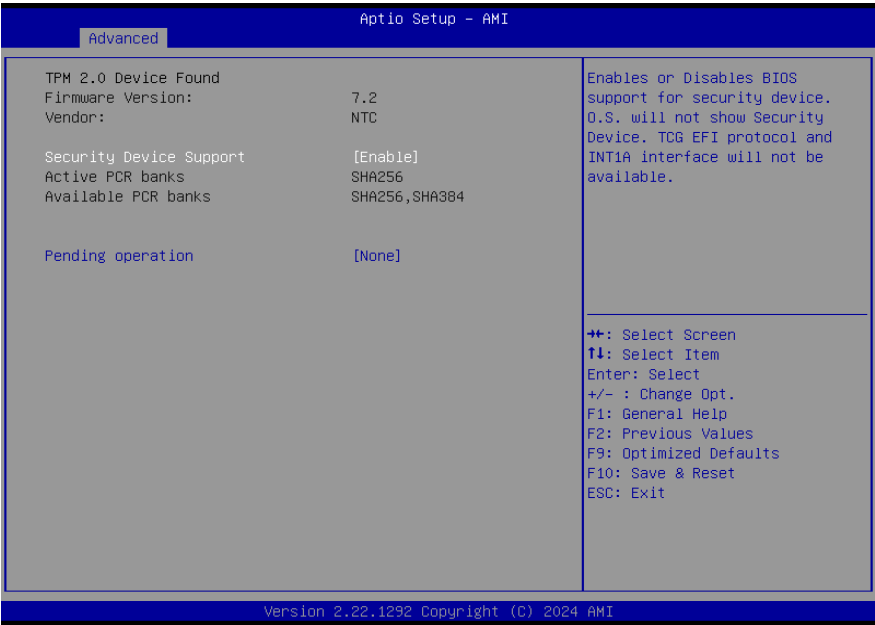 Aptio Setup – AMI
Advanced
TPM 2.0 Device Found
Firmware Version: 7.2
Vendor: NTC
Security Device Support [Enable]
Active PCR banks SHA256
Available PCR banks SHA256,SHA384
Pending operation [None]
Enables or Disables BIOS
support for security device.
O.S. will not show Security
Device. TCG EFI protocol and
INT1A interface will not be
available.
→←: Select Screen
↑↓: Select Item
Enter: Select
+/- : Change Opt.
F1: General Help
F2: Previous Values
F9: Optimized Defaults
F10: Save & Reset
ESC: Exit
Version 2.22.1292 Copyright (C) 2024 AMI